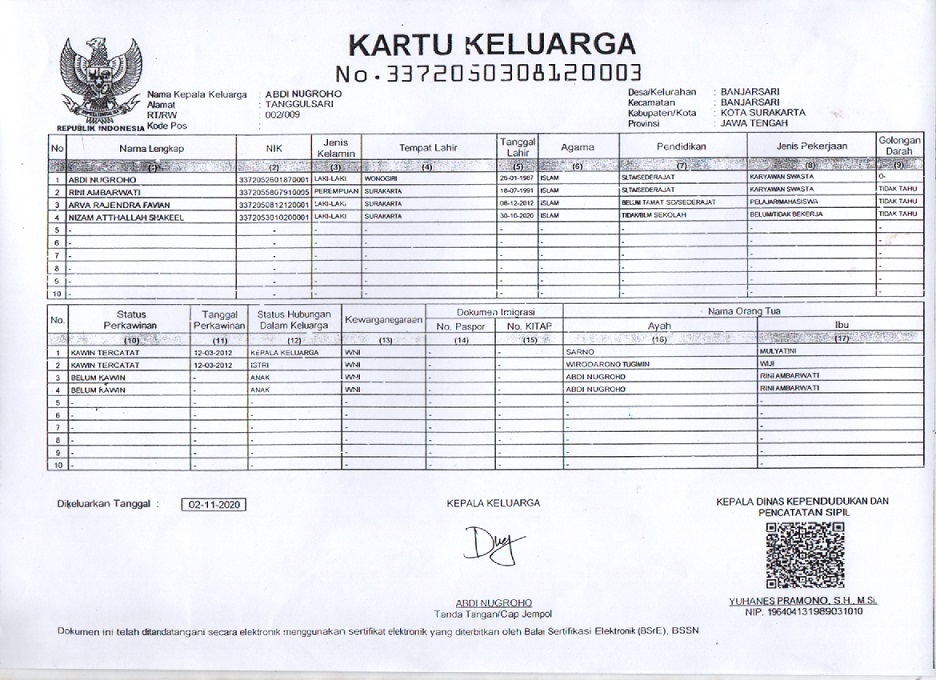 KARTU KELUARGA
No. 3372050308120003
REPUBLIK INDONESIA
Nama Kepala Keluarga : ABDI NUGROHO
Alamat : TANGGULSARI
RT/RW : 002/009
Kode Pos :
Desa/Kelurahan : BANJARSARI
Kecamatan : BANJARSARI
Kabupaten/Kota : KOTA SURAKARTA
Provinsi : JAWA TENGAH
No Nama Lengkap NIK Jenis Kelamin Tempat Lahir Tanggal Lahir Agama Pendidikan Jenis Pekerjaan Golongan Darah
(1) (2) (3) (4) (5) (6) (7) (8) (9)
1 ABDI NUGROHO 3372052601870001 LAKI-LAKI WONOGIRI 26-01-1987 ISLAM SLTA/SEDERAJAT KARYAWAN SWASTA O-
2 RINI AMBARWATI 3372055807910005 PEREMPUAN SURAKARTA 18-07-1991 ISLAM SLTA/SEDERAJAT KARYAWAN SWASTA TIDAK TAHU
3 ARVA RAJENDRA FAVIAN 3372050812120001 LAKI-LAKI SURAKARTA 08-12-2012 ISLAM BELUM TAMAT SD/SEDERAJAT PELAJAR/MAHASISWA TIDAK TAHU
4 NIZAM ATTHALLAH SHAKEEL 3372053010200001 LAKI-LAKI SURAKARTA 30-10-2020 ISLAM TIDAK/BLM SEKOLAH BELUM/TIDAK BEKERJA TIDAK TAHU
5 - - - - - - - - -
6 - - - - - - - - -
7 - - - - - - - - -
8 - - - - - - - - -
9 - - - - - - - - -
10 - - - - - - - - -
No. Status Perkawinan Tanggal Perkawinan Status Hubungan Dalam Keluarga Kewarganegaraan Dokumen Imigrasi Nama Orang Tua
No. Paspor No. KITAP Ayah Ibu
(10) (11) (12) (13) (14) (15) (16) (17)
1 KAWIN TERCATAT 12-03-2012 KEPALA KELUARGA WNI - - SARNO MULYATINI
2 KAWIN TERCATAT 12-03-2012 ISTRI WNI - - WIRODARONO TUGIMIN WIJI
3 BELUM KAWIN - ANAK WNI - - ABDI NUGROHO RINI AMBARWATI
4 BELUM KAWIN - ANAK WNI - - ABDI NUGROHO RINI AMBARWATI
5 - - - - - - - -
6 - - - - - - - -
7 - - - - - - - -
8 - - - - - - - -
9 - - - - - - - -
10 - - - - - - - -
Dikeluarkan Tanggal : 02-11-2020
KEPALA KELUARGA
ABDI NUGROHO
Tanda Tangan/Cap Jempol
KEPALA DINAS KEPENDUDUKAN DAN
PENCATATAN SIPIL
YUHANES PRAMONO, S.H., M.Si.
NIP. 196404131989031010
Dokumen ini telah ditandatangani secara elektronik menggunakan sertifikat elektronik yang diterbitkan oleh Balai Sertifikasi Elektronik (BSrE), BSSN